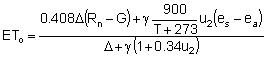 ET₀ = (0.408Δ(Rₙ − G) + γ (900 / (T + 273)) u₂(eₛ − eₐ)) / (Δ + γ(1 + 0.34u₂))